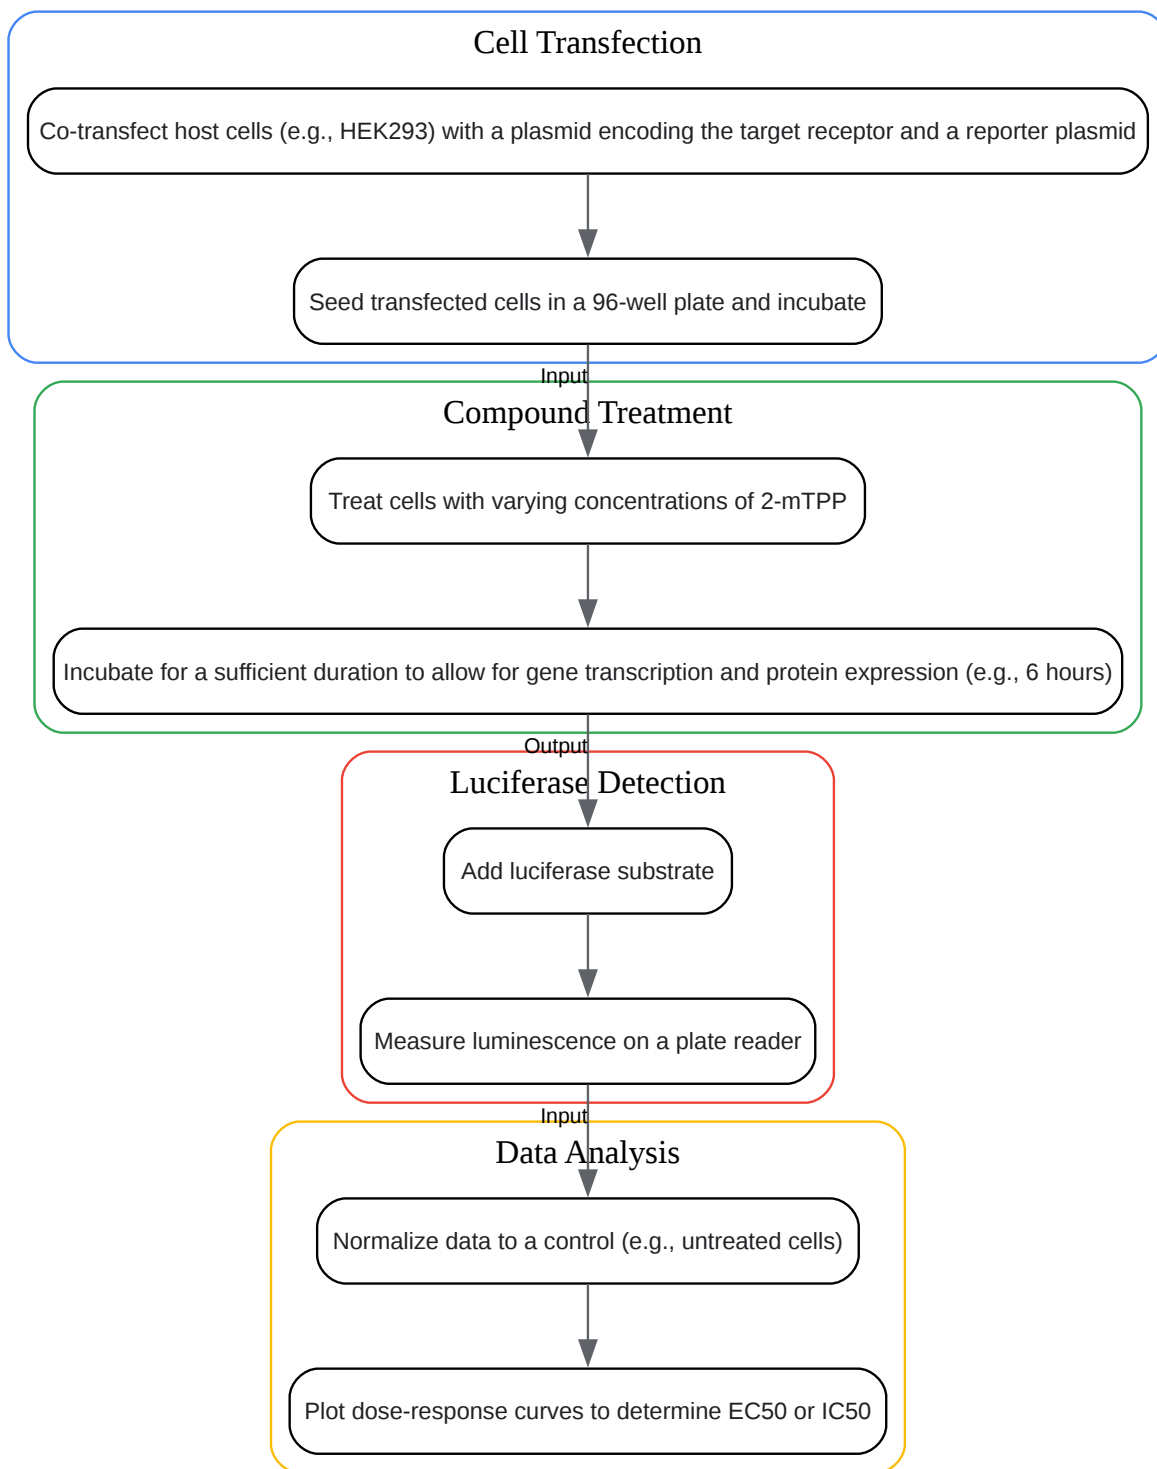 Cell Transfection
Co-transfect host cells (e.g., HEK293) with a plasmid encoding the target receptor and a reporter plasmid
Seed transfected cells in a 96-well plate and incubate
Input
Compound Treatment
Treat cells with varying concentrations of 2-mTPP
Incubate for a sufficient duration to allow for gene transcription and protein expression (e.g., 6 hours)
Output
Luciferase Detection
Add luciferase substrate
Measure luminescence on a plate reader
Input
Data Analysis
Normalize data to a control (e.g., untreated cells)
Plot dose-response curves to determine EC50 or IC50